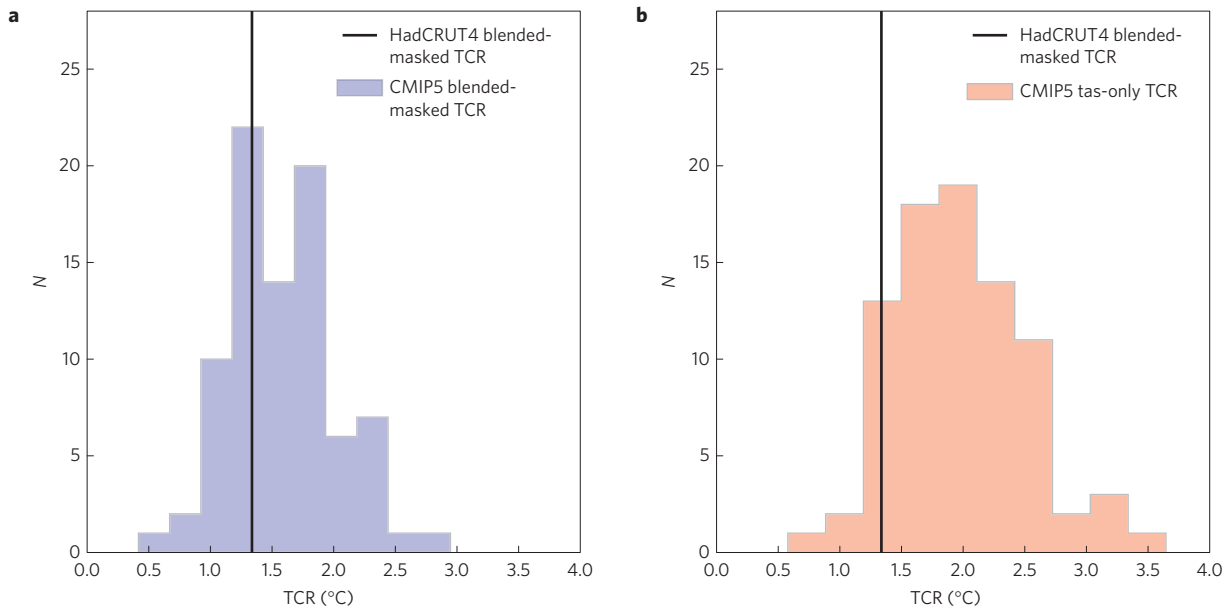 a
HadCRUT4 blended-
masked TCR
CMIP5 blended-
masked TCR
25
20
15
10
5
0
N
0.0 0.5 1.0 1.5 2.0 2.5 3.0 3.5 4.0
TCR (°C)
b
HadCRUT4 blended-
masked TCR
CMIP5 tas-only TCR
25
20
15
10
5
0
N
0.0 0.5 1.0 1.5 2.0 2.5 3.0 3.5 4.0
TCR (°C)